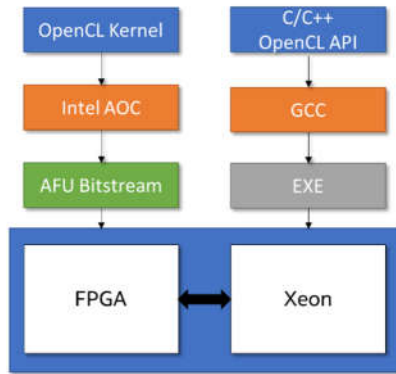 OpenCL Kernel
C/C++
OpenCL API
Intel AOC
GCC
AFU Bitstream
EXE
FPGA
Xeon